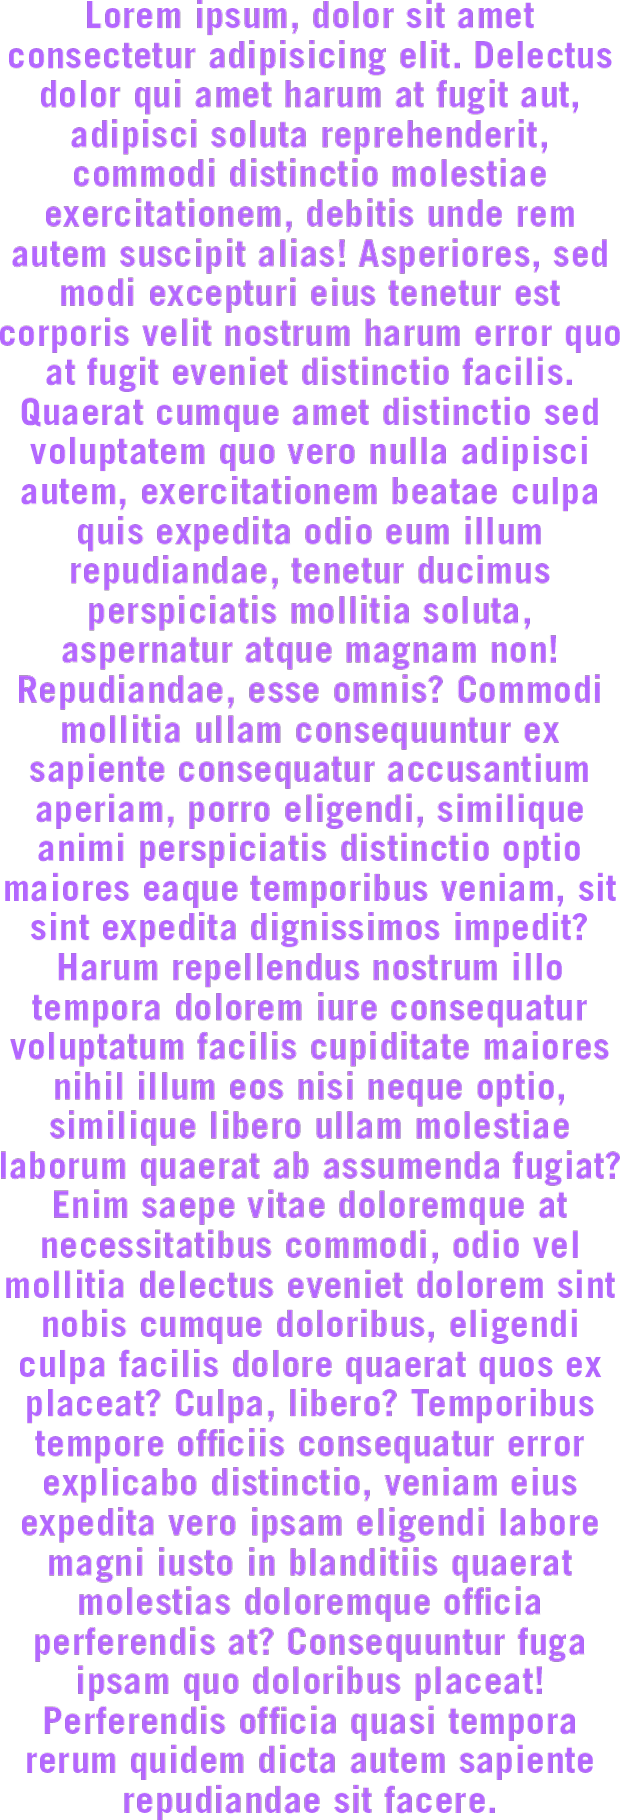 Lorem ipsum, dolor sit amet
consectetur adipisicing elit. Delectus
dolor qui amet harum at fugit aut,
adipisci soluta reprehenderit,
commodi distinctio molestiae
exercitationem, debitis unde rem
autem suscipit alias! Asperiores, sed
modi excepturi eius tenetur est
corporis velit nostrum harum error quo
at fugit eveniet distinctio facilis.
Quaerat cumque amet distinctio sed
voluptatem quo vero nulla adipisci
autem, exercitationem beatae culpa
quis expedita odio eum illum
repudiandae, tenetur ducimus
perspiciatis mollitia soluta,
aspernatur atque magnam non!
Repudiandae, esse omnis? Commodi
mollitia ullam consequuntur ex
sapiente consequatur accusantium
aperiam, porro eligendi, similique
animi perspiciatis distinctio optio
maiores eaque temporibus veniam, sit
sint expedita dignissimos impedit?
Harum repellendus nostrum illo
tempora dolorem iure consequatur
voluptatum facilis cupiditate maiores
nihil illum eos nisi neque optio,
similique libero ullam molestiae
laborum quaerat ab assumenda fugiat?
Enim saepe vitae doloremque at
necessitatibus commodi, odio vel
mollitia delectus eveniet dolorem sint
nobis cumque doloribus, eligendi
culpa facilis dolore quaerat quos ex
placeat? Culpa, libero? Temporibus
tempore officiis consequatur error
explicabo distinctio, veniam eius
expedita vero ipsam eligendi labore
magni iusto in blanditiis quaerat
molestias doloremque officia
perferendis at? Consequuntur fuga
ipsam quo doloribus placeat!
Perferendis officia quasi tempora
rerum quidem dicta autem sapiente
repudiandae sit facere.